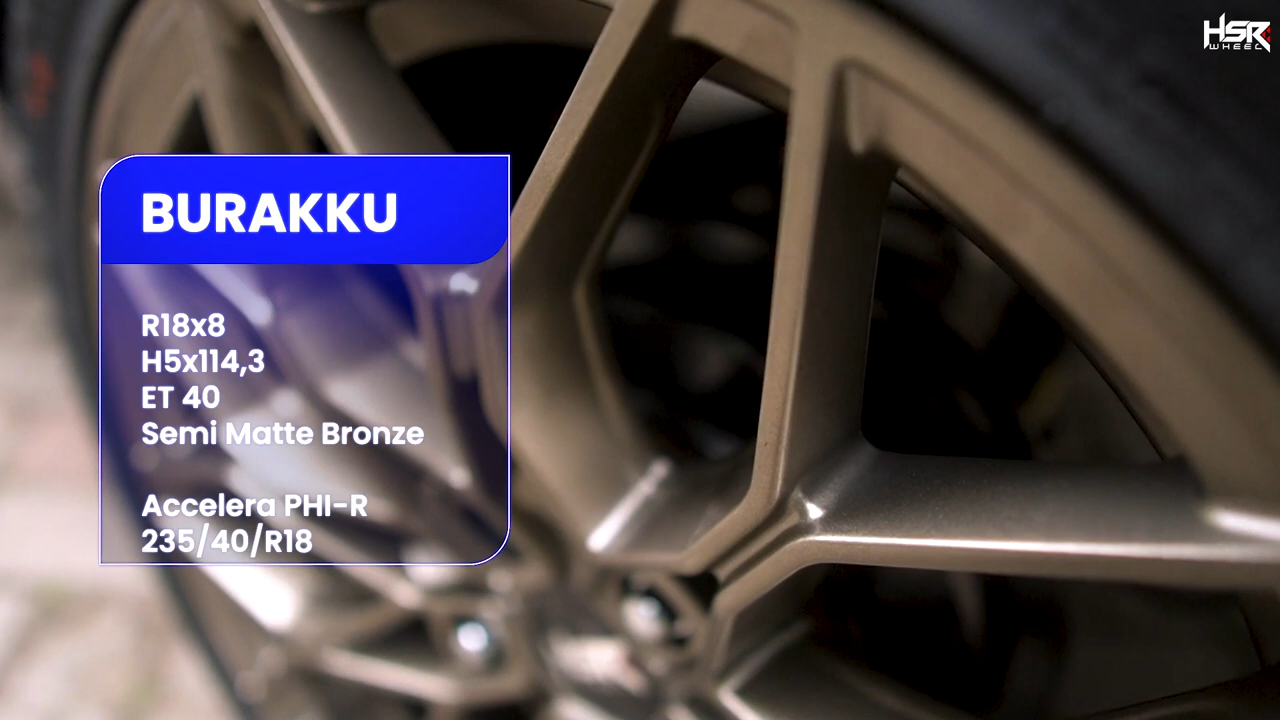 HSR
WHEEL
BURAKKU
R18x8
H5x114,3
ET 40
Semi Matte Bronze
Accelera PHI-R
235/40/R18